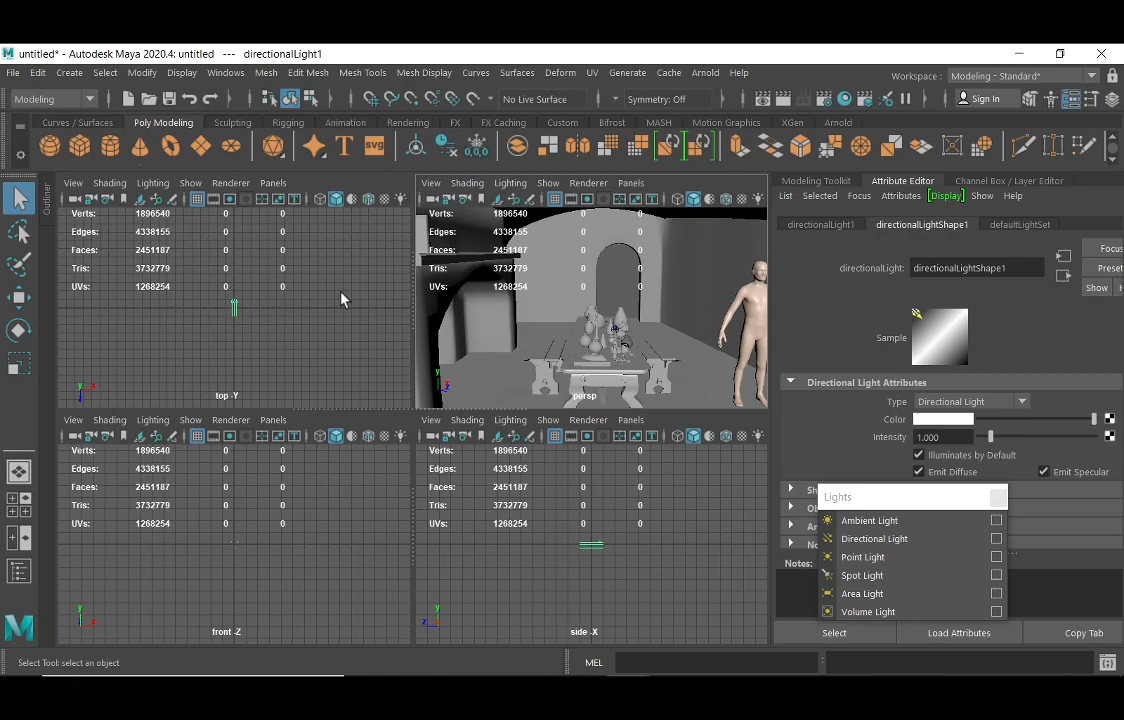 untitled* - Autodesk Maya 2020.4: untitled --- directionalLight1
File Edit Create Select Modify Display Windows Mesh Edit Mesh Mesh Tools Mesh Display Curves Surfaces Deform UV Generate Cache Arnold Help
Workspace : Modeling - Standard*
Modeling No Live Surface Symmetry: Off Sign In
Curves / Surfaces Poly Modeling Sculpting Rigging Animation Rendering FX FX Caching Custom Bifrost MASH Motion Graphics XGen Arnold
T SVG 0,0,0
Outliner
View Shading Lighting Show Renderer Panels
Verts: 1896540 0 0
Edges: 4338155 0 0
Faces: 2451187 0 0
Tris: 3732779 0 0
UVs: 1268254 0 0
y x z
top -Y
View Shading Lighting Show Renderer Panels
Verts: 1896540 0 0
Edges: 4338155 0 0
Faces: 2451187 0 0
Tris: 3732779 0 0
UVs: 1268254 0 0
y x
persp
View Shading Lighting Show Renderer Panels
Verts: 1896540 0 0
Edges: 4338155 0 0
Faces: 2451187 0 0
Tris: 3732779 0 0
UVs: 1268254 0 0
y x z
front -Z
View Shading Lighting Show Renderer Panels
Verts: 1896540 0 0
Edges: 4338155 0 0
Faces: 2451187 0 0
Tris: 3732779 0 0
UVs: 1268254 0 0
y z x
side -X
Modeling Toolkit Attribute Editor Channel Box / Layer Editor
List Selected Focus Attributes Display Show Help
directionalLight1 directionalLightShape1 defaultLightSet
directionalLight: directionalLightShape1
Focus
Preset
Show H
Sample
Directional Light Attributes
Type Directional Light
Color
Intensity 1.000
Illuminates by Default
Emit Diffuse Emit Specular
Lights
Ambient Light
Directional Light
Point Light
Spot Light
Area Light
Volume Light
Notes:
Select Load Attributes Copy Tab
Select Tool: select an object MEL